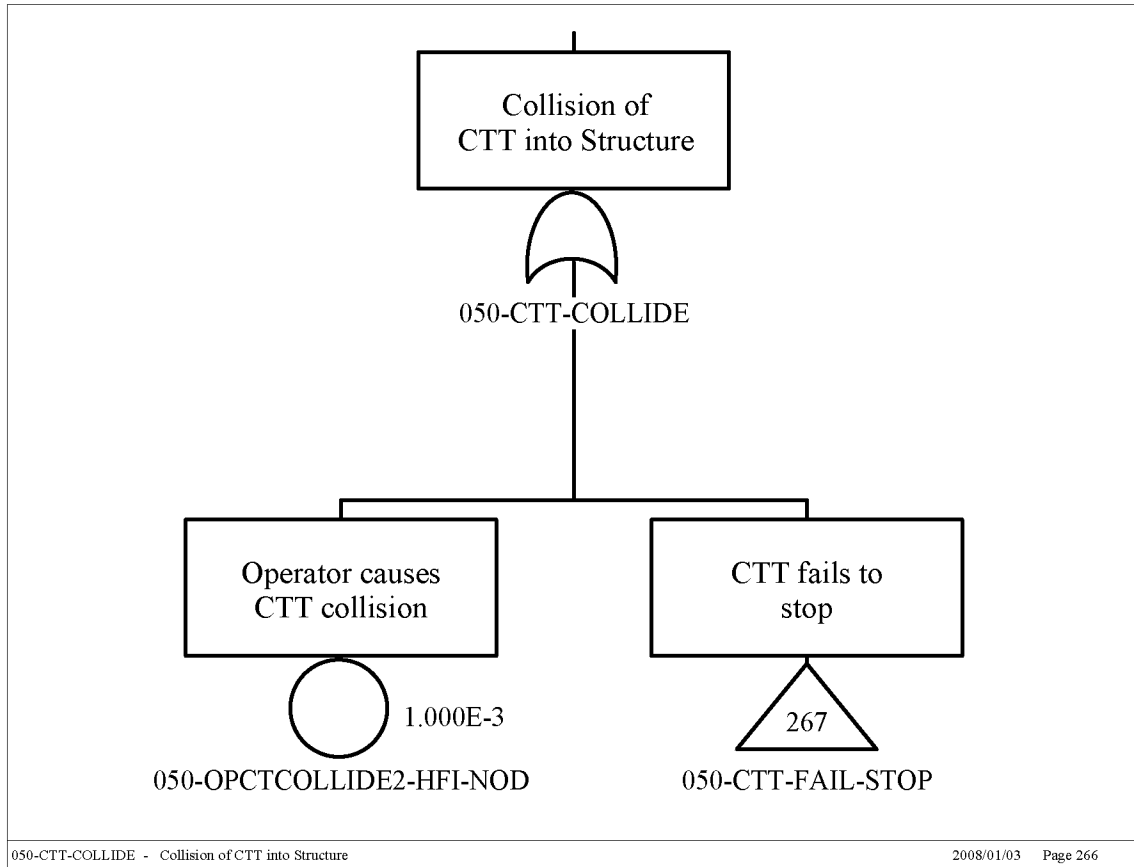 Collision of
CTT into Structure
050-CTT-COLLIDE
Operator causes
CTT collision
CTT fails to
stop
1.000E-3
267
050-OPCTCOLLIDE2-HFI-NOD
050-CTT-FAIL-STOP
050-CTT-COLLIDE - Collision of CTT into Structure
2008/01/03 Page 266